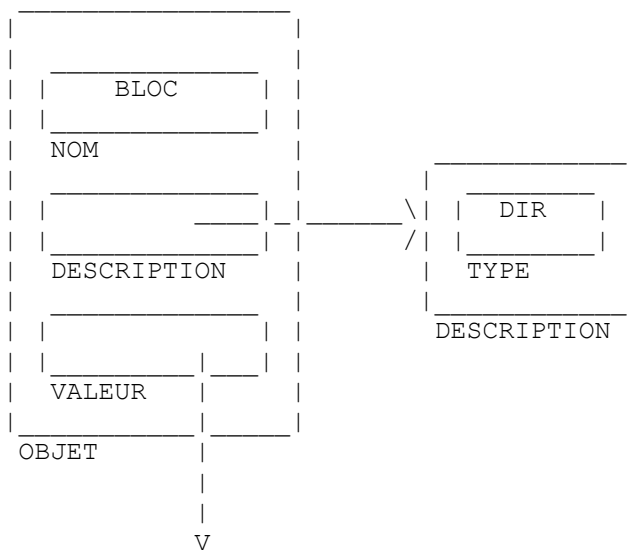 BLOC
NOM
DIR
DESCRIPTION
TYPE
DESCRIPTION
VALEUR
OBJET
V